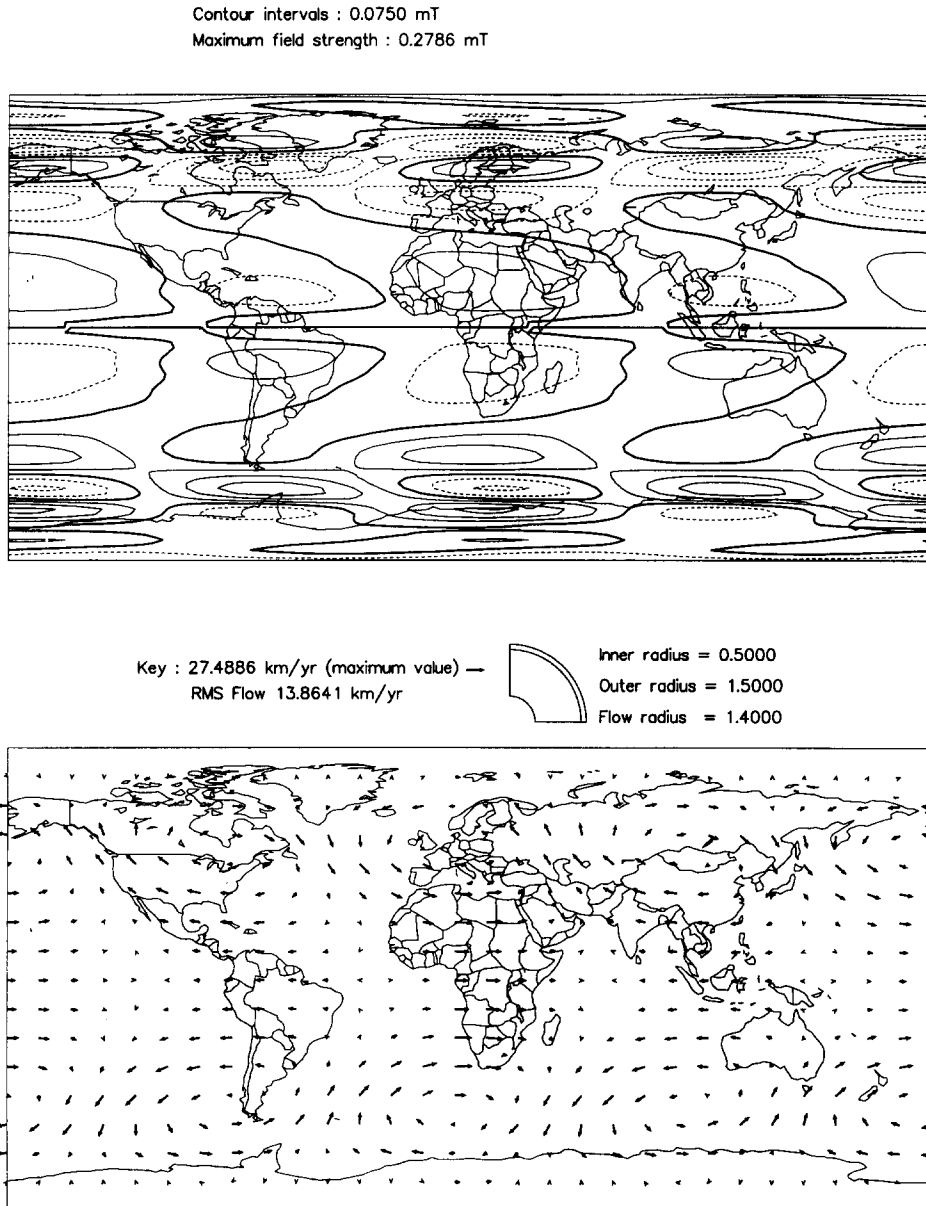 Contour intervals : 0.0750 mT
Maximum field strength : 0.2786 mT
Key : 27.4886 km/yr (maximum value)
RMS Flow 13.8641 km/yr
Inner radius = 0.5000
Outer radius = 1.5000
Flow radius = 1.4000